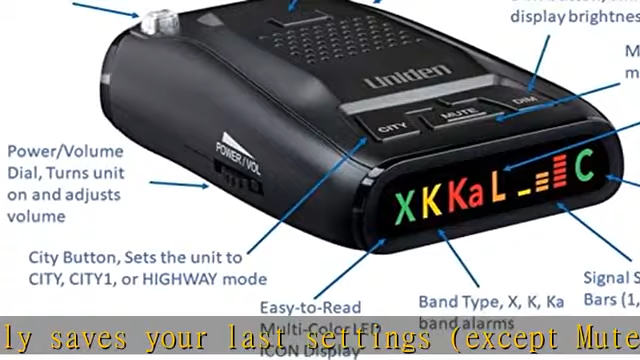 display brightnes
uniden
DIM
MUTE
CITY
POWER/VOL
Power/Volume
Dial, Turns unit
on and adjusts
volume
X K Ka L C
City Button, Sets the unit to
CITY, CITY1, or HIGHWAY mode
Easy-to-Read
Multi-Color LED
ICON Display
Band Type, X, K, Ka
band alarms
Signal S
Bars (1,
ly saves your last settings (except Mute